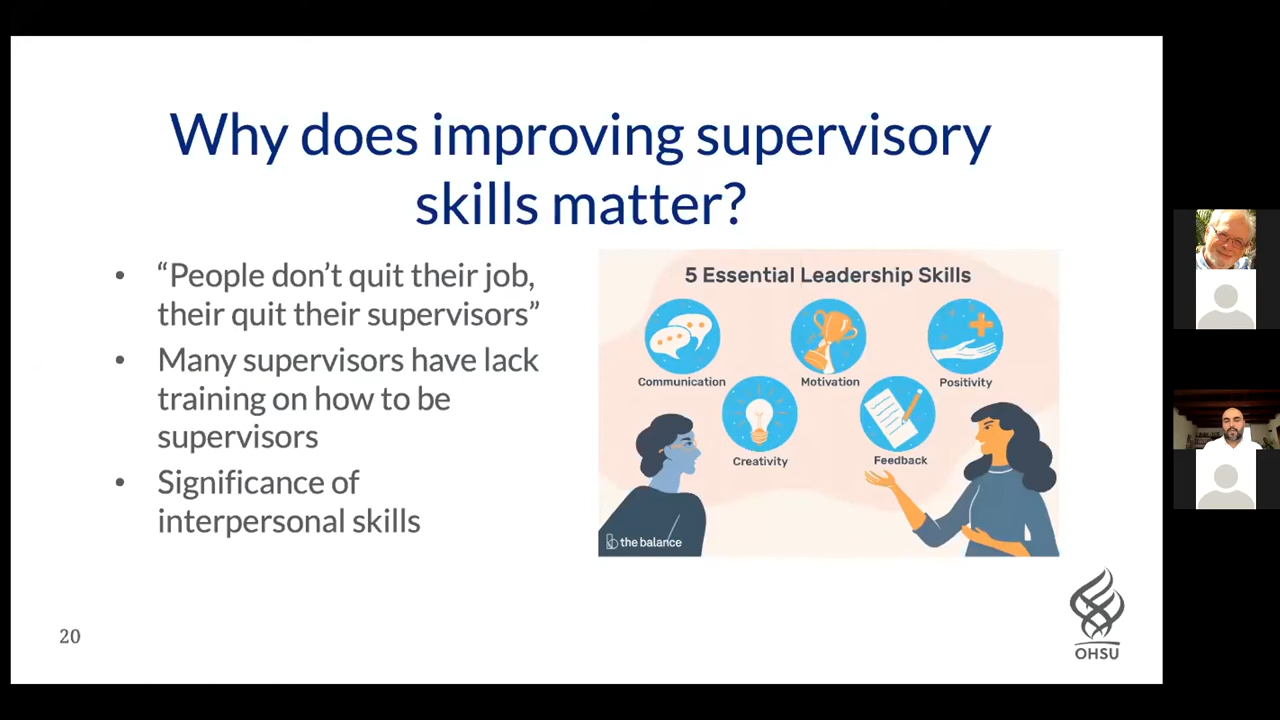 Why does improving supervisory
skills matter?
• “People don’t quit their job,
their quit their supervisors”
• Many supervisors have lack
training on how to be
supervisors
• Significance of
interpersonal skills
5 Essential Leadership Skills
Communication
Motivation
Positivity
Creativity
Feedback
the balance
20
OHSU